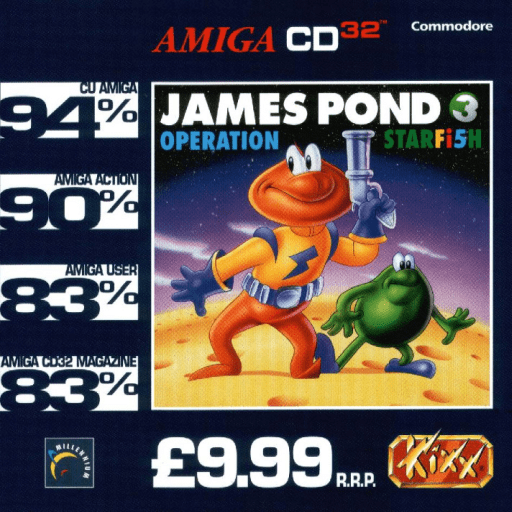 AMIGA CD32™
Commodore
CU AMIGA
94%
AMIGA ACTION
90%
AMIGA USER
83%
AMIGA CD32 MAGAZINE
83%
JAMES POND 3
OPERATION STARFi5H
MILLENNIUM
£9.99 R.R.P.
Kixx